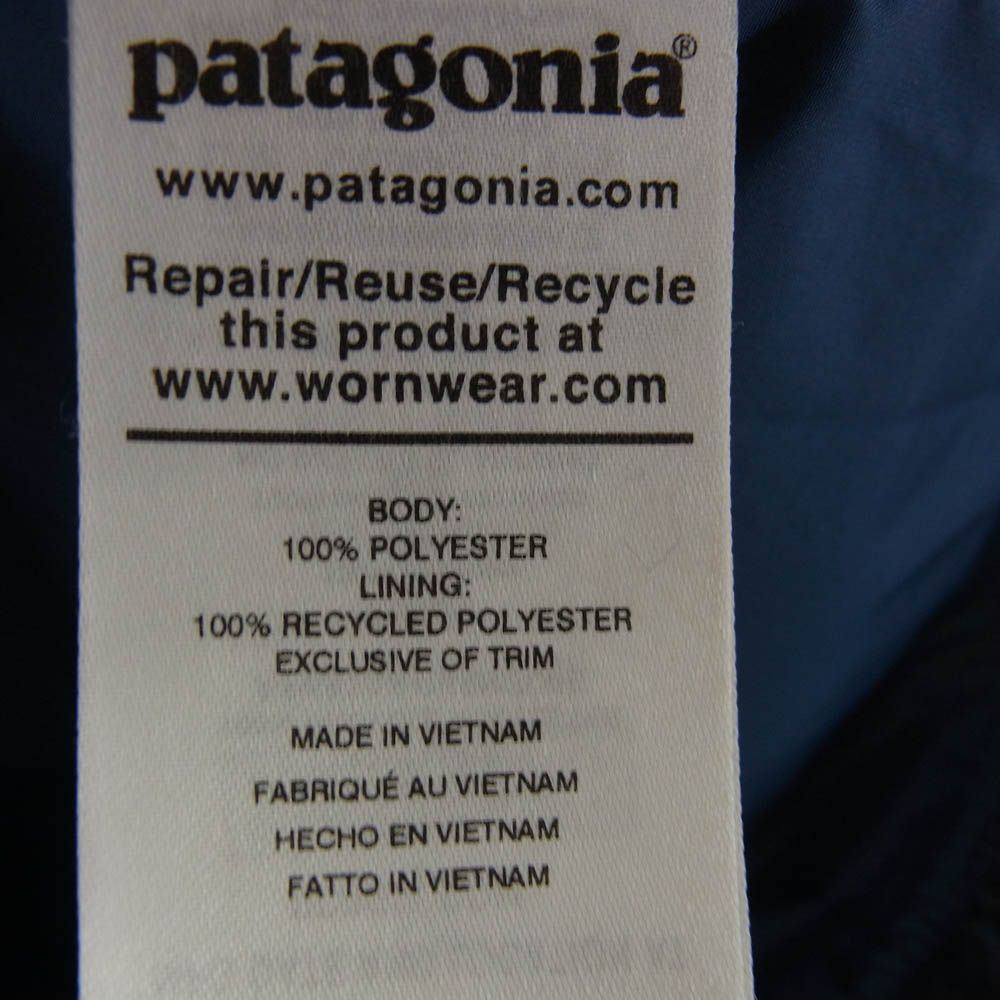 patagonia®
www.patagonia.com
Repair/Reuse/Recycle
this product at
www.wornwear.com
BODY:
100% POLYESTER
LINING:
100% RECYCLED POLYESTER
EXCLUSIVE OF TRIM
MADE IN VIETNAM
FABRIQUÉ AU VIETNAM
HECHO EN VIETNAM
FATTO IN VIETNAM